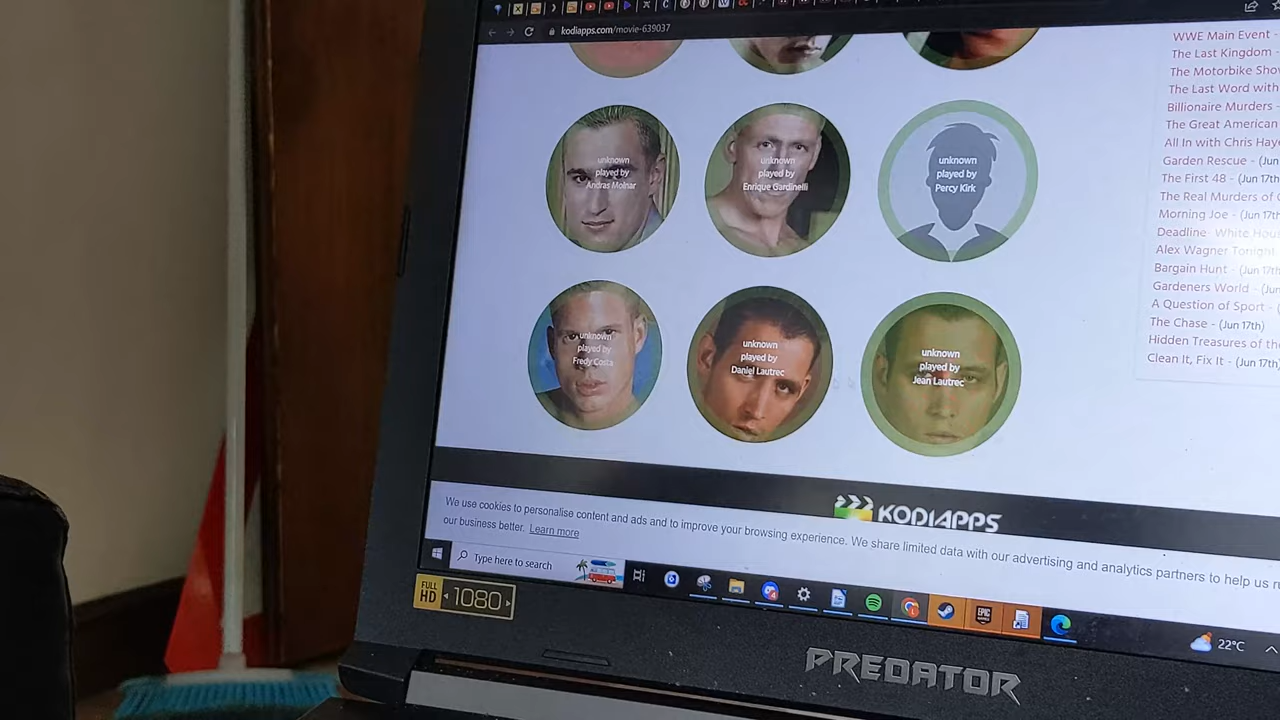 kodiapps.com/movie-639037
WWE Main Event -
The Last Kingdom -
The Motorbike Show
The Last Word with
Billionaire Murders -
The Great American
All In with Chris Haye
Garden Rescue - (Jun
The First 48 - (Jun 17th
The Real Murders of
Morning Joe - (Jun 17th
Deadline- White Hous
Alex Wagner Tonight
Bargain Hunt - (Jun 17th
Gardeners World - (Jun
A Question of Sport - (
The Chase - (Jun 17th)
Hidden Treasures of the
Clean It, Fix It - (Jun 17th)
unknown
played by
Andras Molnar
unknown
played by
Enrique Gardinelli
unknown
played by
Percy Kirk
unknown
played by
Fredy Costa
unknown
played by
Daniel Lautrec
unknown
played by
Jean Lautrec
KODIAPPS
We use cookies to personalise content and ads and to improve your browsing experience. We share limited data with our advertising and analytics partners to help us
our business better. Learn more
Type here to search
EPIC
22°C
FULL
HD
1080
PREDATOR